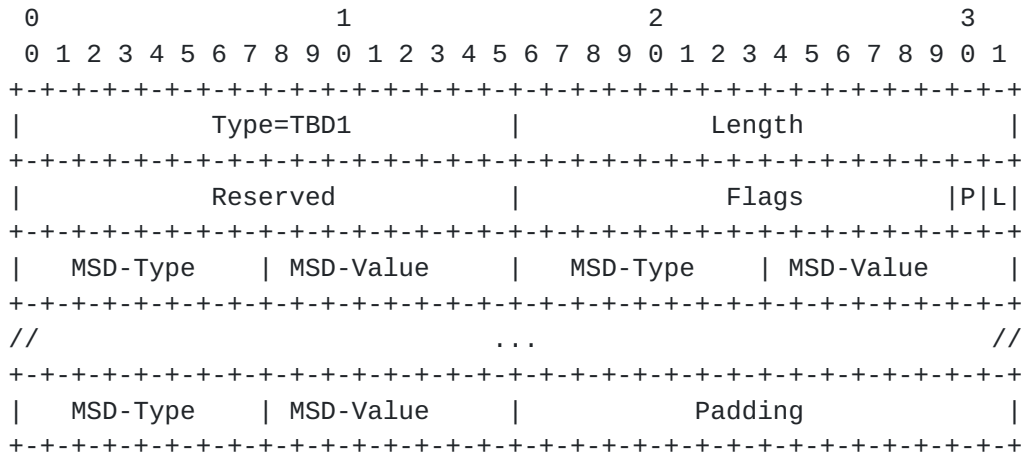 0                   1                   2                   3
 0 1 2 3 4 5 6 7 8 9 0 1 2 3 4 5 6 7 8 9 0 1 2 3 4 5 6 7 8 9 0 1
+-+-+-+-+-+-+-+-+-+-+-+-+-+-+-+-+-+-+-+-+-+-+-+-+-+-+-+-+-+-+-+-+
|            Type=TBD1          |            Length             |
+-+-+-+-+-+-+-+-+-+-+-+-+-+-+-+-+-+-+-+-+-+-+-+-+-+-+-+-+-+-+-+-+
|            Reserved           |             Flags         |P|L|
+-+-+-+-+-+-+-+-+-+-+-+-+-+-+-+-+-+-+-+-+-+-+-+-+-+-+-+-+-+-+-+-+
|   MSD-Type    | MSD-Value     |   MSD-Type    | MSD-Value     |
+-+-+-+-+-+-+-+-+-+-+-+-+-+-+-+-+-+-+-+-+-+-+-+-+-+-+-+-+-+-+-+-+
//                             ...                             //
+-+-+-+-+-+-+-+-+-+-+-+-+-+-+-+-+-+-+-+-+-+-+-+-+-+-+-+-+-+-+-+-+
|   MSD-Type    | MSD-Value     |           Padding             |
+-+-+-+-+-+-+-+-+-+-+-+-+-+-+-+-+-+-+-+-+-+-+-+-+-+-+-+-+-+-+-+-+